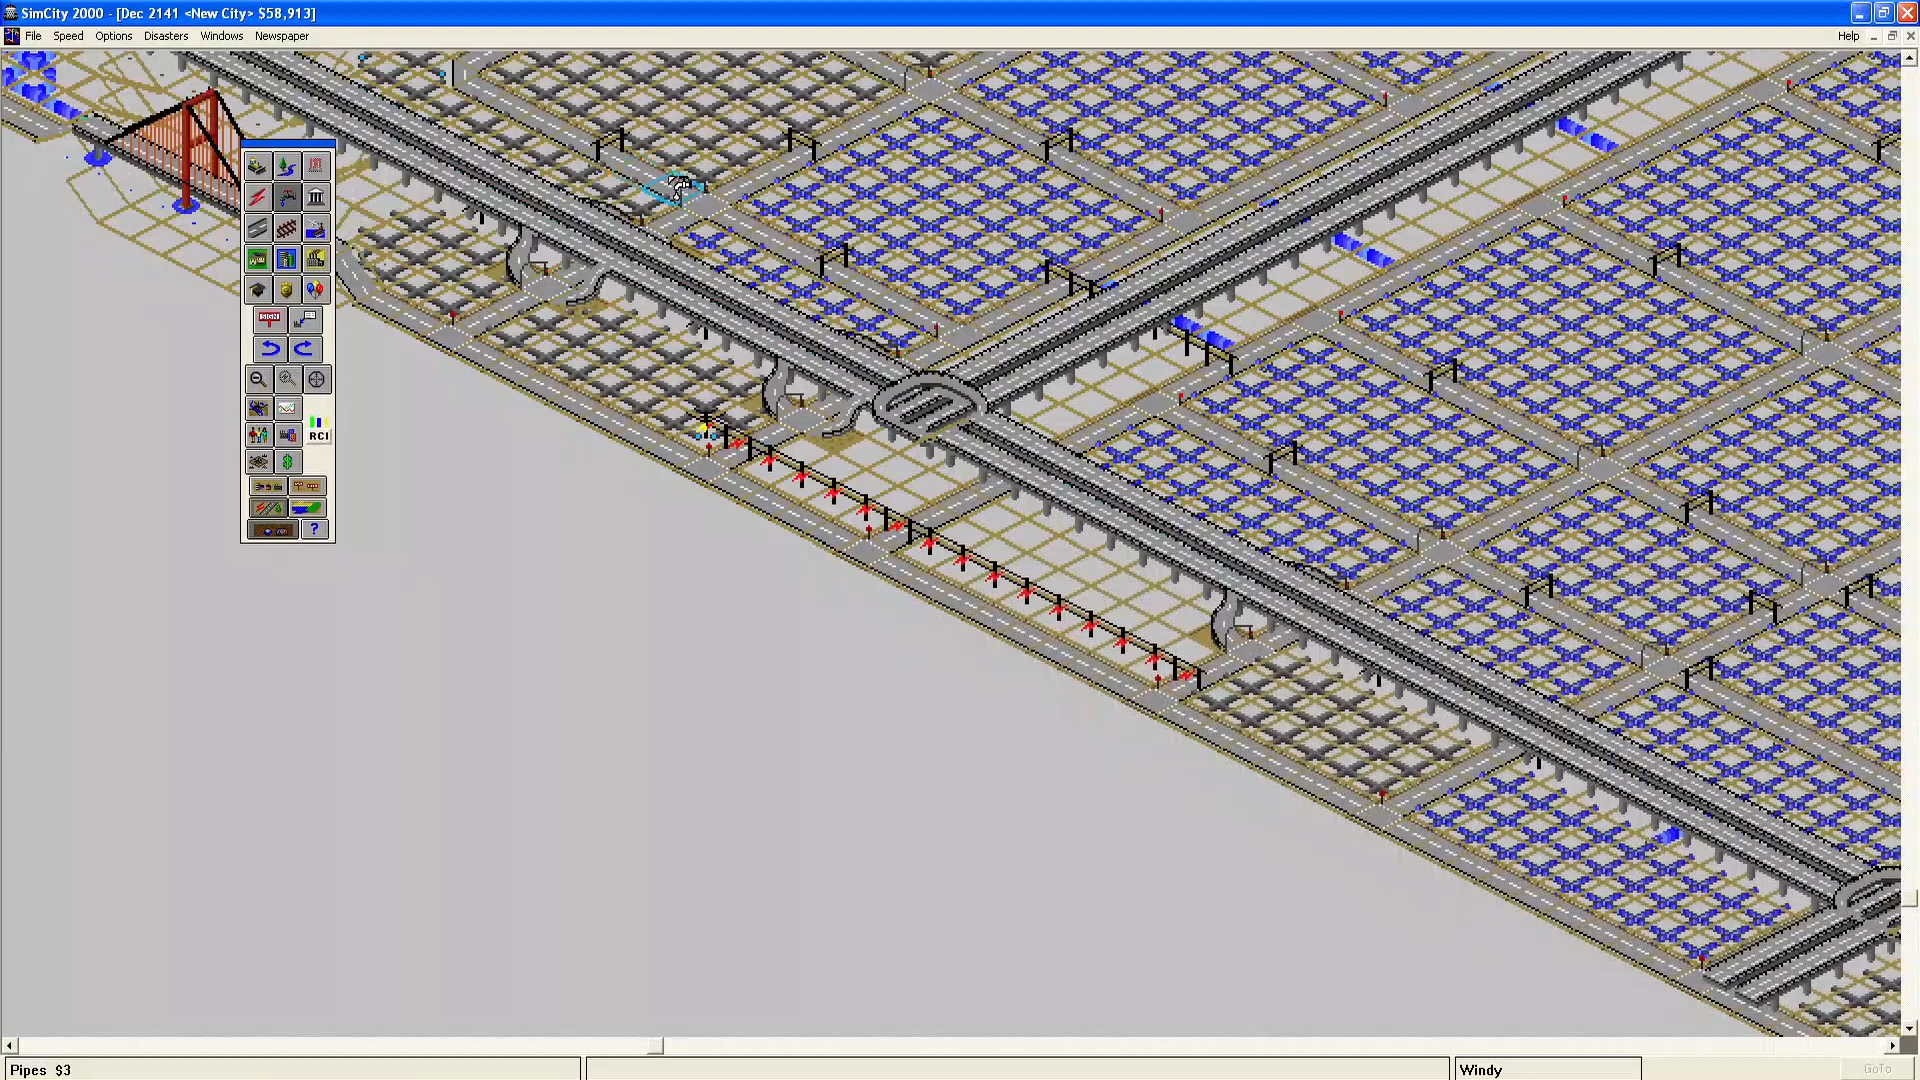 SimCity 2000 - [Dec 2141 <New City> $58,913]
File Speed Options Disasters Windows Newspaper Help
SIGN
RCI
?
Pipes $3
Windy
GoTo